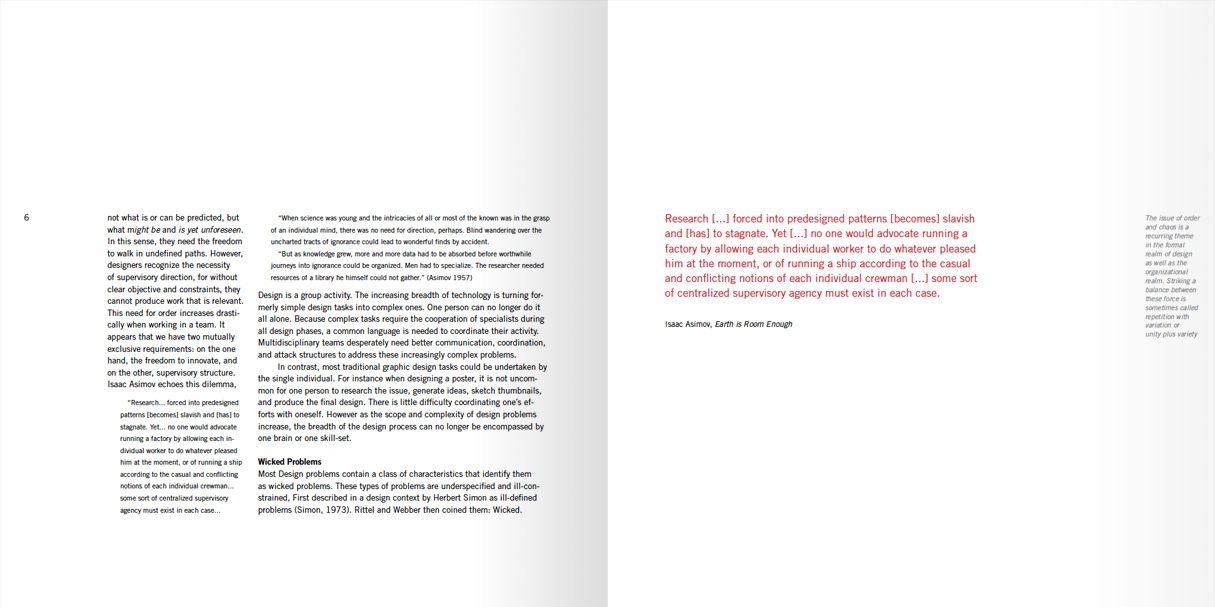 6
not what is or can be predicted, but
what might be and is yet unforeseen.
In this sense, they need the freedom
to walk in undefined paths. However,
designers recognize the necessity
of supervisory direction, for without
clear objective and constraints, they
cannot produce work that is relevant.
This need for order increases drasti-
cally when working in a team. It
appears that we have two mutually
exclusive requirements: on the one
hand, the freedom to innovate, and
on the other, supervisory structure.
Isaac Asimov echoes this dilemma,
“Research... forced into predesigned
patterns [becomes] slavish and [has] to
stagnate. Yet... no one would advocate
running a factory by allowing each in-
dividual worker to do whatever pleased
him at the moment, or of running a ship
according to the casual and conflicting
notions of each individual crewman...
some sort of centralized supervisory
agency must exist in each case...
“When science was young and the intricacies of all or most of the known was in the grasp
of an individual mind, there was no need for direction, perhaps. Blind wandering over the
uncharted tracts of ignorance could lead to wonderful finds by accident.
“But as knowledge grew, more and more data had to be absorbed before worthwhile
journeys into ignorance could be organized. Men had to specialize. The researcher needed
resources of a library he himself could not gather.” (Asimov 1957)
Design is a group activity. The increasing breadth of technology is turning for-
merly simple design tasks into complex ones. One person can no longer do it
all alone. Because complex tasks require the cooperation of specialists during
all design phases, a common language is needed to coordinate their activity.
Multidisciplinary teams desperately need better communication, coordination,
and attack structures to address these increasingly complex problems.
In contrast, most traditional graphic design tasks could be undertaken by
the single individual. For instance when designing a poster, it is not uncom-
mon for one person to research the issue, generate ideas, sketch thumbnails,
and produce the final design. There is little difficulty coordinating one’s ef-
forts with oneself. However as the scope and complexity of design problems
increase, the breadth of the design process can no longer be encompassed by
one brain or one skill-set.
Wicked Problems
Most Design problems contain a class of characteristics that identify them
as wicked problems. These types of problems are underspecified and ill-con-
strained, First described in a design context by Herbert Simon as ill-defined
problems (Simon, 1973). Rittel and Webber then coined them: Wicked.
Research [...] forced into predesigned patterns [becomes] slavish
and [has] to stagnate. Yet [...] no one would advocate running a
factory by allowing each individual worker to do whatever pleased
him at the moment, or of running a ship according to the casual
and conflicting notions of each individual crewman [...] some sort
of centralized supervisory agency must exist in each case.
Isaac Asimov, Earth is Room Enough
The issue of order
and chaos is a
recurring theme
in the formal
realm of design
as well as the
organizational
realm. Striking a
balance between
these force is
sometimes called
repetition with
variation or
unity plus variety